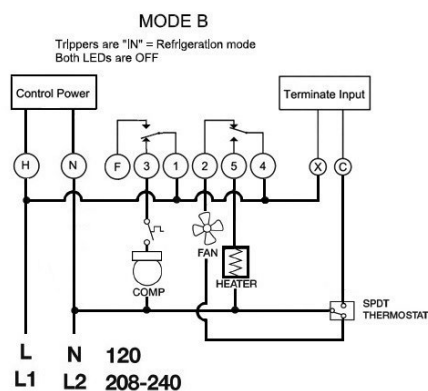 MODE B
Trippers are "IN" = Refrigeration mode
Both LEDs are OFF
Control Power
Terminate Input
H
N
F
3
1
2
5
4
X
C
FAN
COMP
HEATER
SPDT
THERMOSTAT
L N 120
L1 L2 208-240